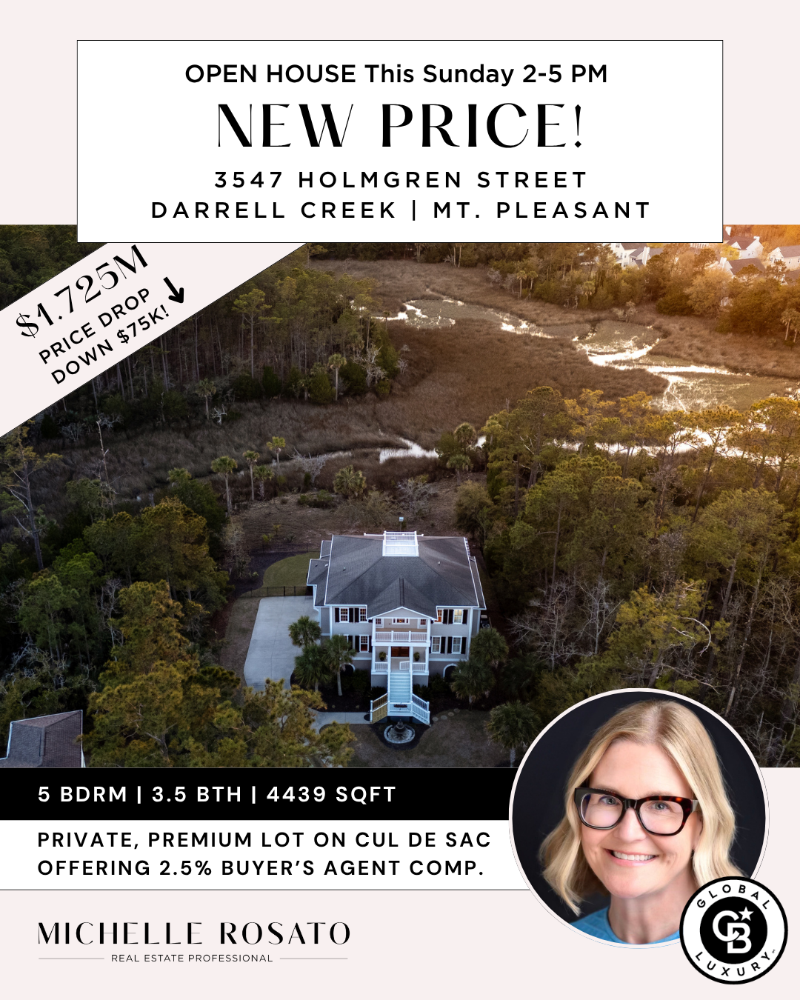 OPEN HOUSE This Sunday 2-5 PM
NEW PRICE!
3547 HOLMGREN STREET
DARRELL CREEK | MT. PLEASANT
$1.725M
PRICE DROP
DOWN $75K!
5 BDRM | 3.5 BTH | 4439 SQFT
PRIVATE, PREMIUM LOT ON CUL DE SAC
OFFERING 2.5% BUYER'S AGENT COMP.
MICHELLE ROSATO
REAL ESTATE PROFESSIONAL
GLOBAL
CB
LUXURY